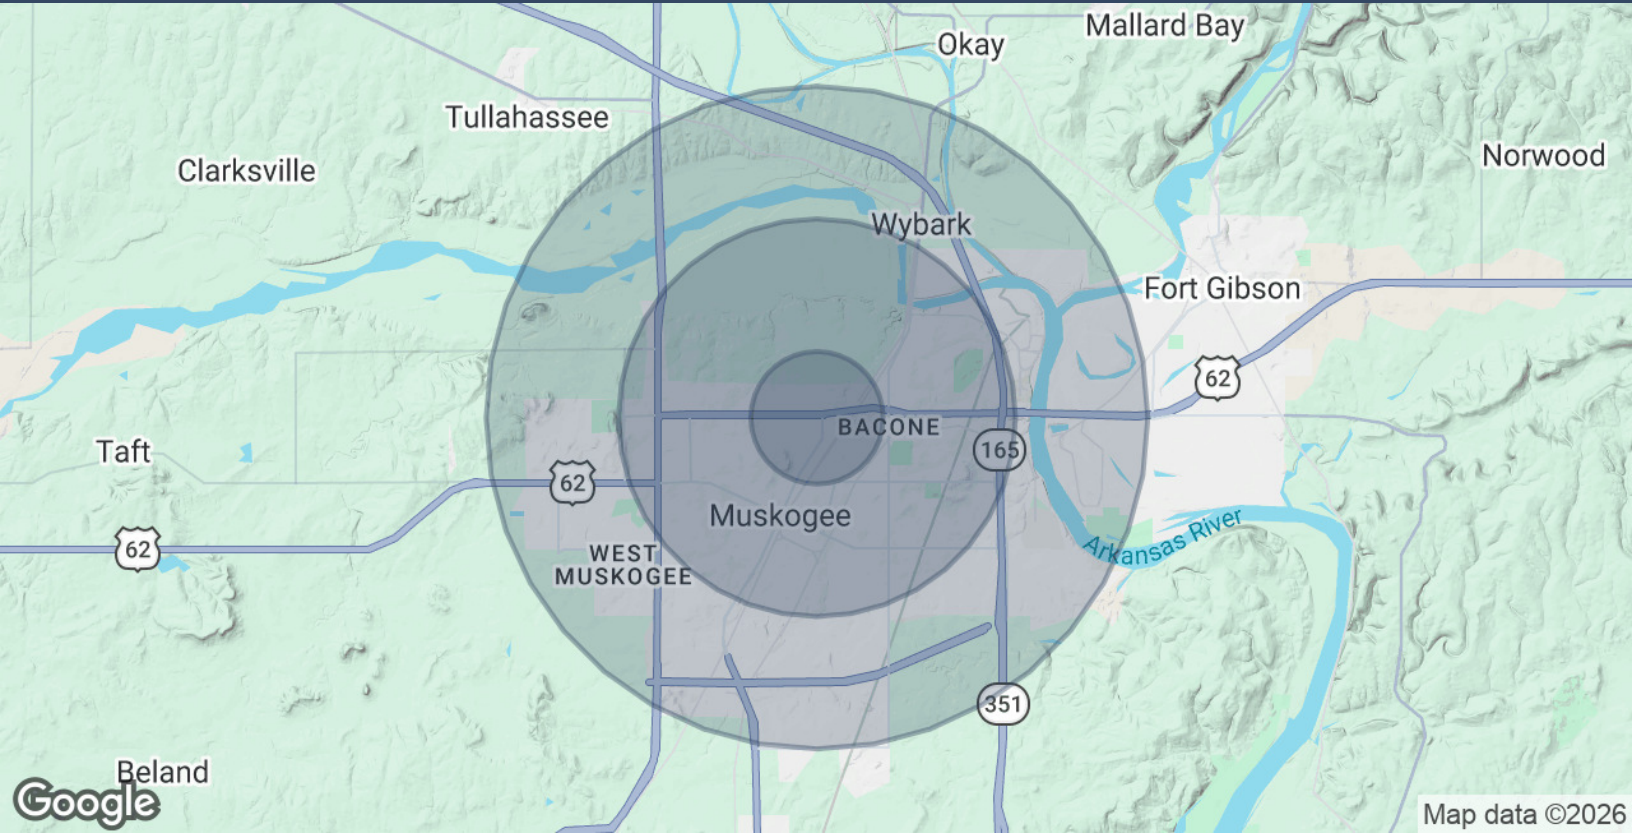 Mallard Bay
Okay
Tullahassee
Norwood
Clarksville
Wybark
Fort Gibson
62
BACONE
165
Taft
62
Muskogee
Arkansas River
62
WEST
MUSKOGEE
351
Beland
Google
Map data ©2026